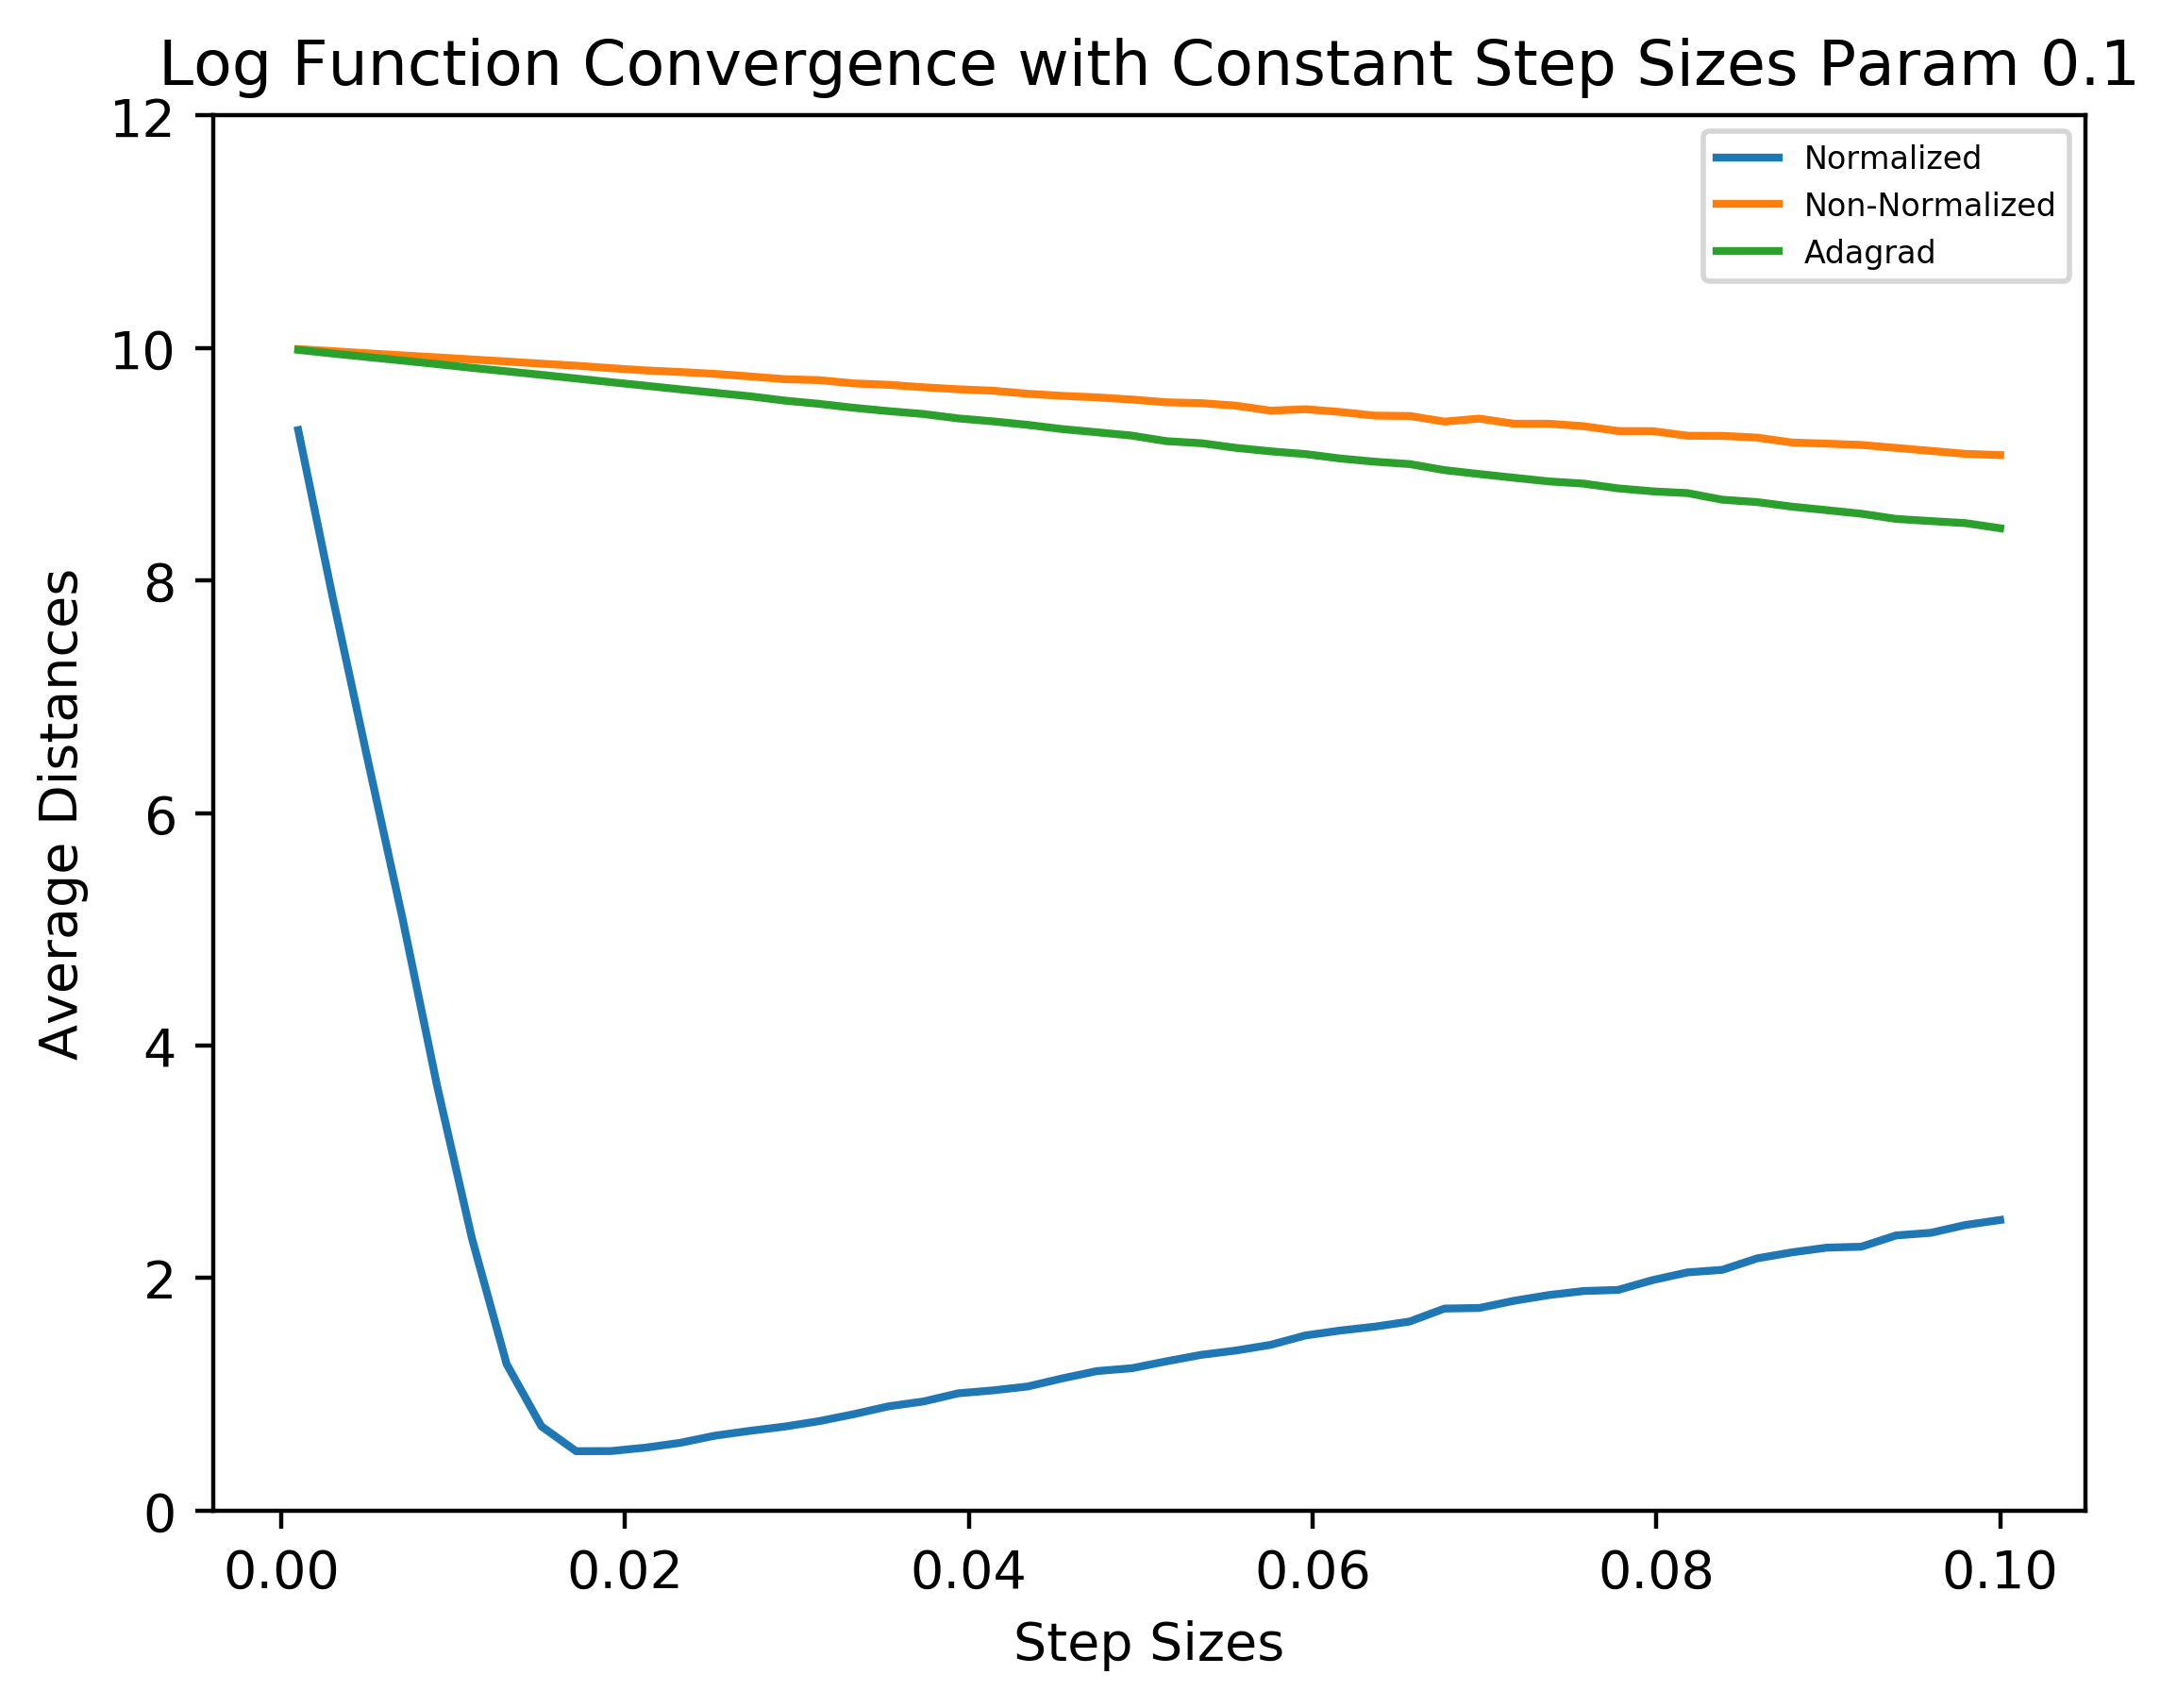 Log Function Convergence with Constant Step Sizes Param 0.1
12
10
8
6
4
2
0
Average Distances
Normalized
Non-Normalized
Adagrad
0.00 0.02 0.04 0.06 0.08 0.10
Step Sizes